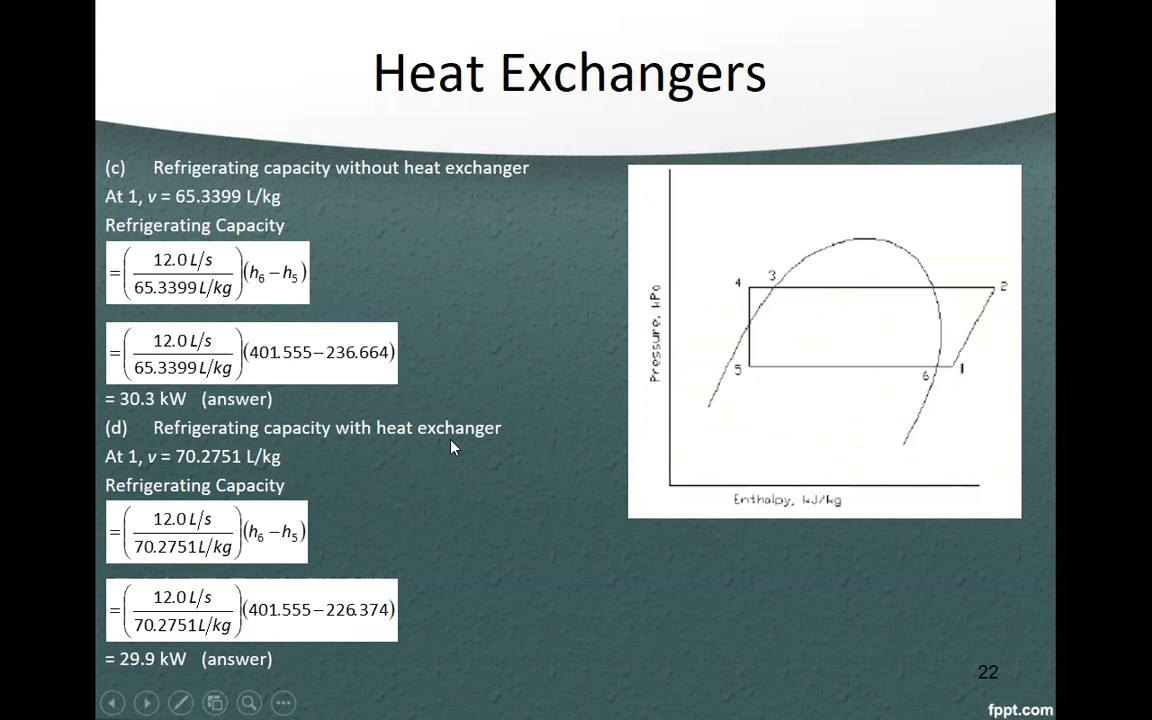 Heat Exchangers
(c) Refrigerating capacity without heat exchanger
At 1, v = 65.3399 L/kg
Refrigerating Capacity
= (12.0 L/s / 65.3399 L/kg) (h₆ − h₅)
= (12.0 L/s / 65.3399 L/kg) (401.555 − 236.664)
= 30.3 kW (answer)
(d) Refrigerating capacity with heat exchanger
At 1, v = 70.2751 L/kg
Refrigerating Capacity
= (12.0 L/s / 70.2751 L/kg) (h₆ − h₅)
= (12.0 L/s / 70.2751 L/kg) (401.555 − 226.374)
= 29.9 kW (answer)
Pressure, kPa
4
3
2
5
6
1
Enthalpy, kJ/kg
22
fppt.com